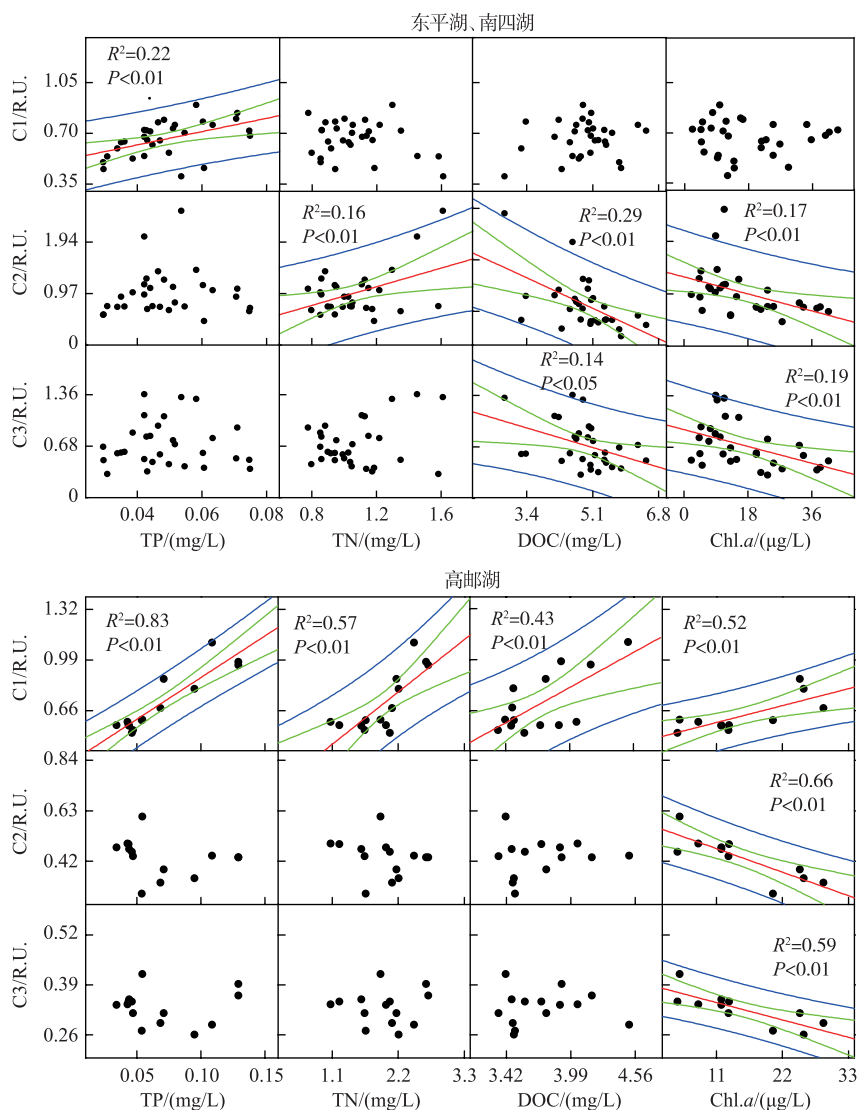 东平湖、南四湖
R²=0.22
P<0.01
C1/R.U.
1.05
0.70
0.35
R²=0.16
P<0.01
R²=0.29
P<0.01
R²=0.17
P<0.01
C2/R.U.
1.94
0.97
0
R²=0.14
P<0.05
R²=0.19
P<0.01
C3/R.U.
1.36
0.68
0
0.04 0.06 0.08
0.8 1.2 1.6
3.4 5.1 6.8
0 18 36
TP/(mg/L) TN/(mg/L) DOC/(mg/L) Chl.a/(μg/L)
高邮湖
R²=0.83
P<0.01
R²=0.57
P<0.01
R²=0.43
P<0.01
R²=0.52
P<0.01
C1/R.U.
1.32
0.99
0.66
R²=0.66
P<0.01
C2/R.U.
0.84
0.63
0.42
R²=0.59
P<0.01
C3/R.U.
0.52
0.39
0.26
0.05 0.10 0.15
1.1 2.2 3.3
3.42 3.99 4.56
11 22 33
TP/(mg/L) TN/(mg/L) DOC/(mg/L) Chl.a/(μg/L)